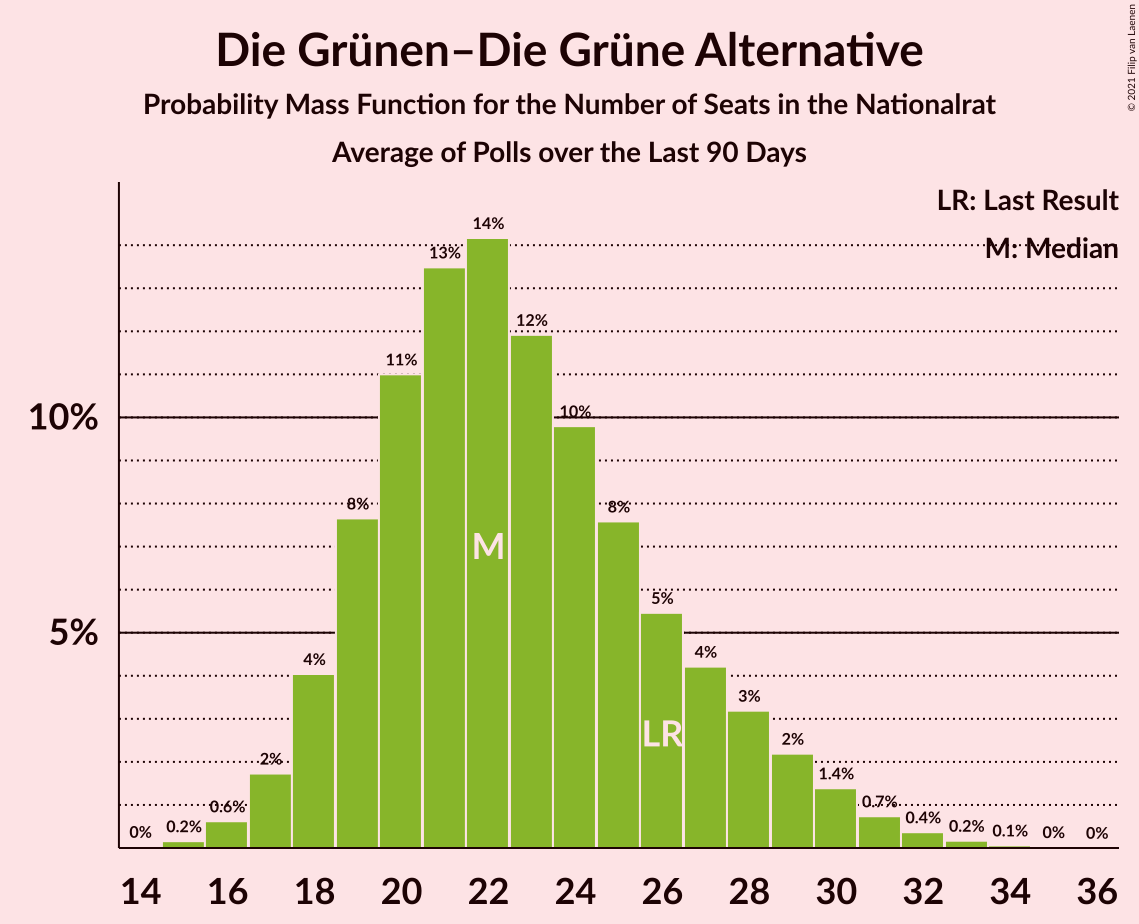 Die Grünen–Die Grüne Alternative
Probability Mass Function for the Number of Seats in the Nationalrat
Average of Polls over the Last 90 Days
© 2021 Filip van Laenen
LR: Last Result
M: Median
10%
5%
0%
0.2%
0.6%
2%
4%
8%
11%
13%
14%
12%
10%
8%
5%
4%
3%
2%
1.4%
0.7%
0.4%
0.2%
0.1%
0%
0%
M
LR
14 16 18 20 22 24 26 28 30 32 34 36